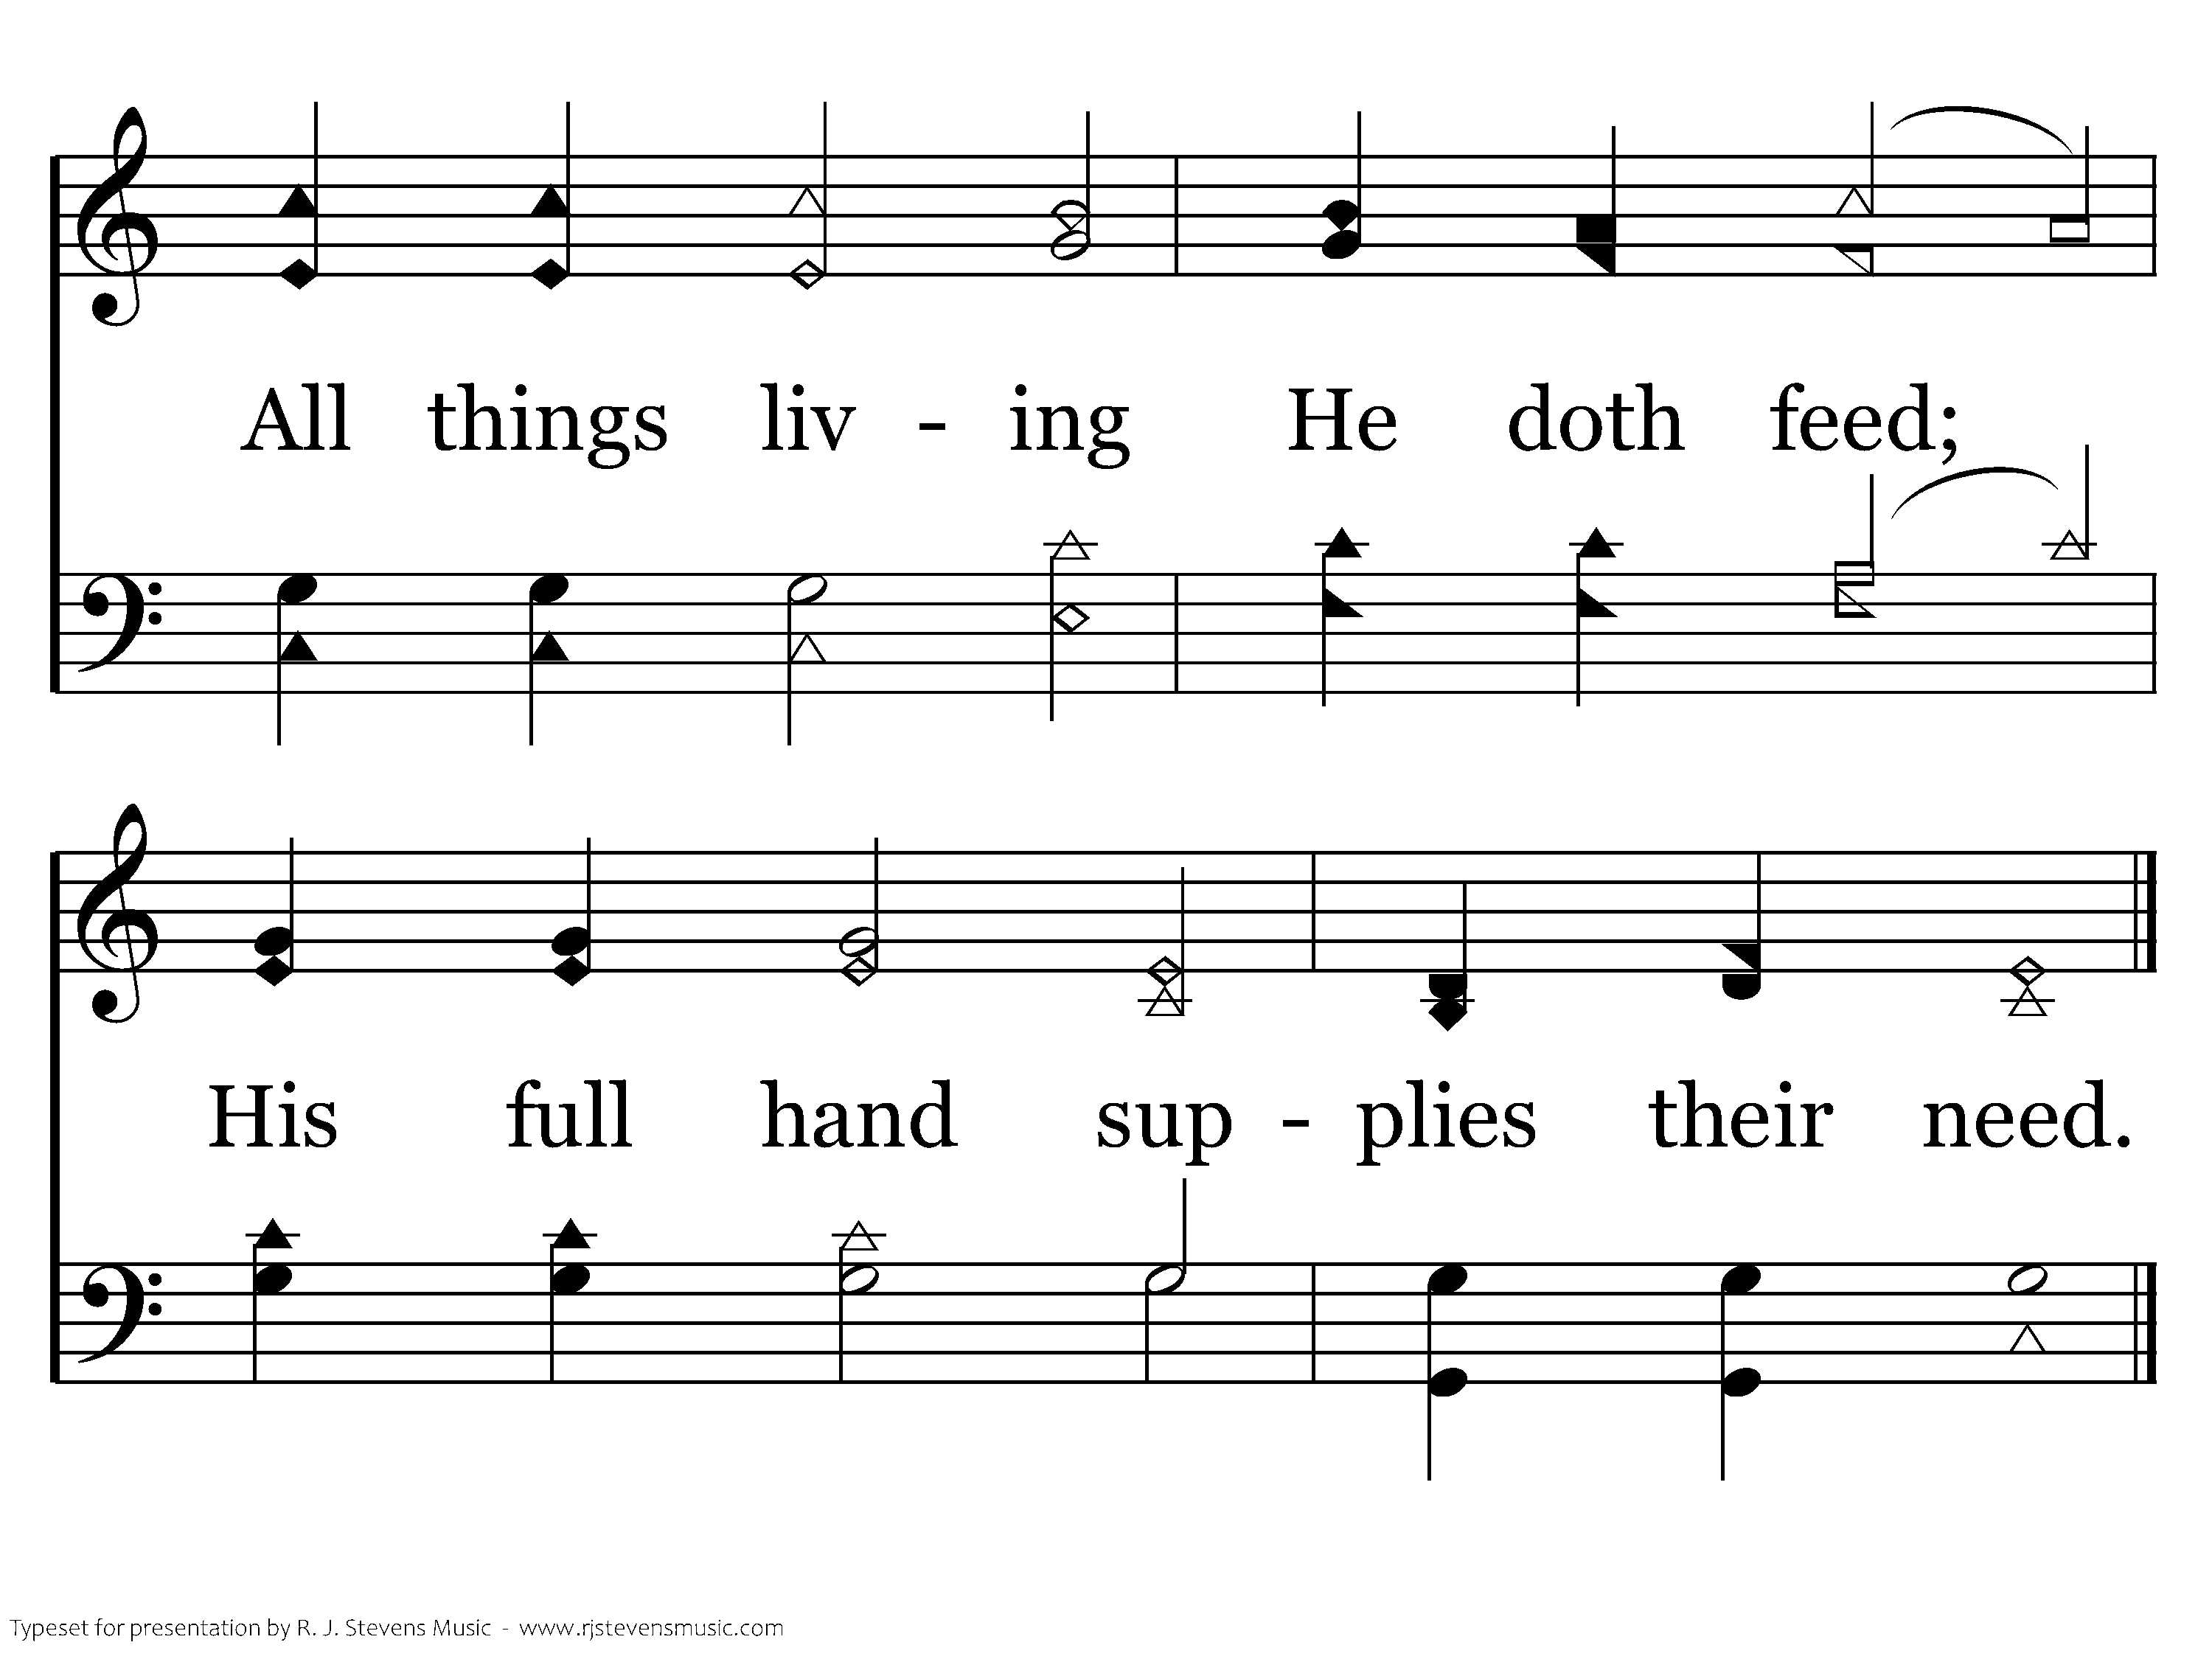 All things liv - ing He doth feed;
His full hand sup - plies their need.
Typeset for presentation by R. J. Stevens Music - www.rjstevensmusic.com